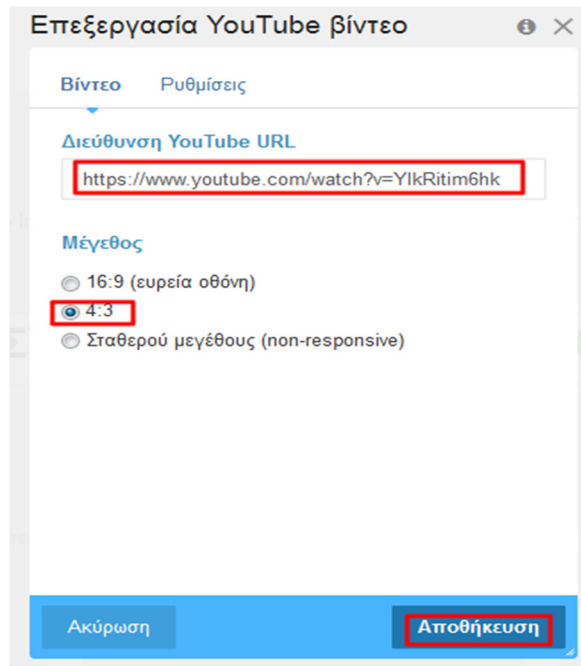 Επεξεργασία YouTube βίντεο
Βίντεο Ρυθμίσεις
Διεύθυνση YouTube URL
https://www.youtube.com/watch?v=YlkRitim6hk
Μέγεθος
16:9 (ευρεία οθόνη)
4:3
Σταθερού μεγέθους (non-responsive)
Ακύρωση Αποθήκευση